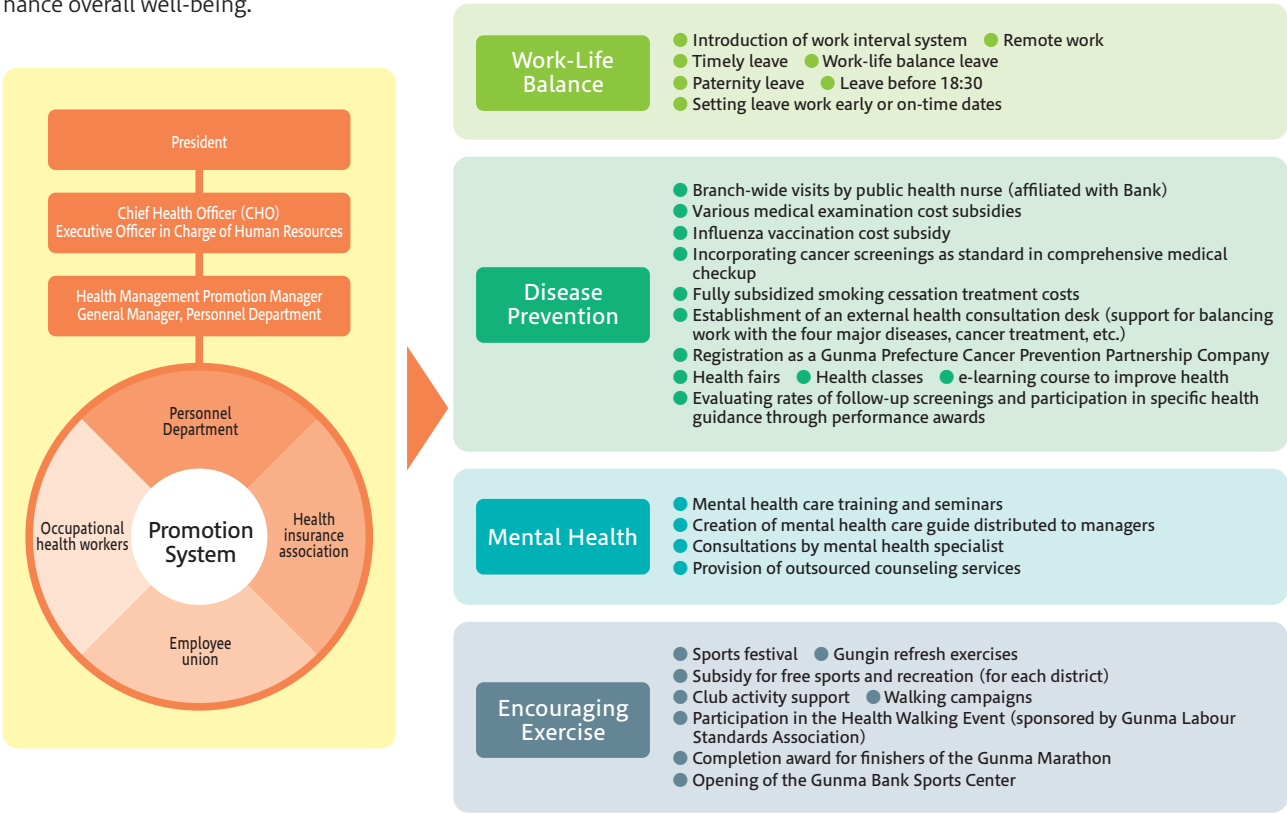 nance overall well-being.
President
Chief Health Officer (CHO)
Executive Officer in Charge of Human Resources
Health Management Promotion Manager
General Manager, Personnel Department
Personnel
Department
Occupational
health workers
Promotion
System
Health
insurance
association
Employee
union
Work-Life
Balance
● Introduction of work interval system ● Remote work
● Timely leave ● Work-life balance leave
● Paternity leave ● Leave before 18:30
● Setting leave work early or on-time dates
Disease
Prevention
● Branch-wide visits by public health nurse (affiliated with Bank)
● Various medical examination cost subsidies
● Influenza vaccination cost subsidy
● Incorporating cancer screenings as standard in comprehensive medical
checkup
● Fully subsidized smoking cessation treatment costs
● Establishment of an external health consultation desk (support for balancing
work with the four major diseases, cancer treatment, etc.)
● Registration as a Gunma Prefecture Cancer Prevention Partnership Company
● Health fairs ● Health classes ● e-learning course to improve health
● Evaluating rates of follow-up screenings and participation in specific health
guidance through performance awards
Mental Health
● Mental health care training and seminars
● Creation of mental health care guide distributed to managers
● Consultations by mental health specialist
● Provision of outsourced counseling services
Encouraging
Exercise
● Sports festival ● Gungin refresh exercises
● Subsidy for free sports and recreation (for each district)
● Club activity support ● Walking campaigns
● Participation in the Health Walking Event (sponsored by Gunma Labour
Standards Association)
● Completion award for finishers of the Gunma Marathon
● Opening of the Gunma Bank Sports Center